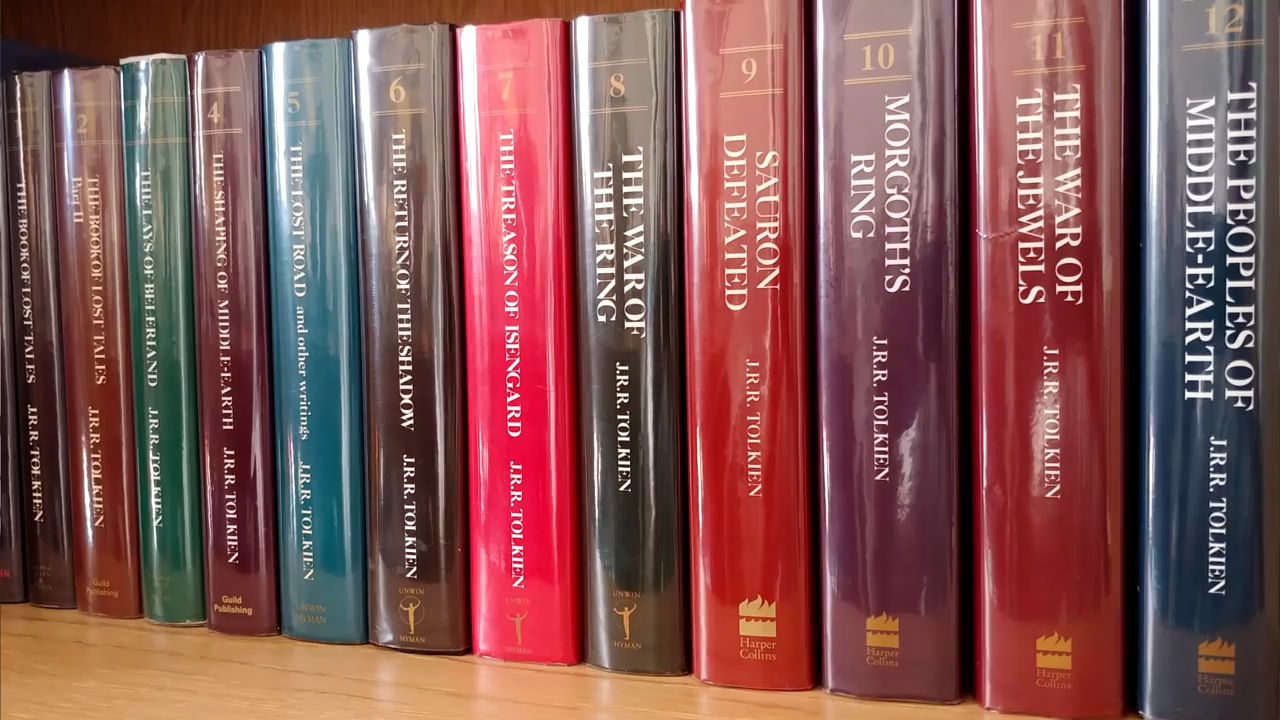 EN
THE BOOK OF LOST TALES
J.R.R. TOLKIEN
2
THE BOOK OF LOST TALES
Part II
J.R.R. TOLKIEN
Guild
Publishing
THE LAYS OF BELERIAND
J.R.R. TOLKIEN
4
THE SHAPING OF MIDDLE-EARTH
J.R.R. TOLKIEN
Guild
Publishing
5
THE LOST ROAD and other writings
J.R.R. TOLKIEN
UNWIN
HYMAN
6
THE RETURN OF THE SHADOW
J.R.R. TOLKIEN
UNWIN
HYMAN
7
THE TREASON OF ISENGARD
J.R.R. TOLKIEN
UNWIN
HYMAN
8
THE WAR OF
THE RING
J.R.R. TOLKIEN
UNWIN
HYMAN
9
SAURON
DEFEATED
J.R.R. TOLKIEN
Harper
Collins
10
MORGOTH'S
RING
J.R.R. TOLKIEN
Harper
Collins
11
THE WAR OF
THE JEWELS
J.R.R. TOLKIEN
Harper
Collins
12
THE PEOPLES OF
MIDDLE-EARTH
J.R.R. TOLKIEN
Harper
Collins